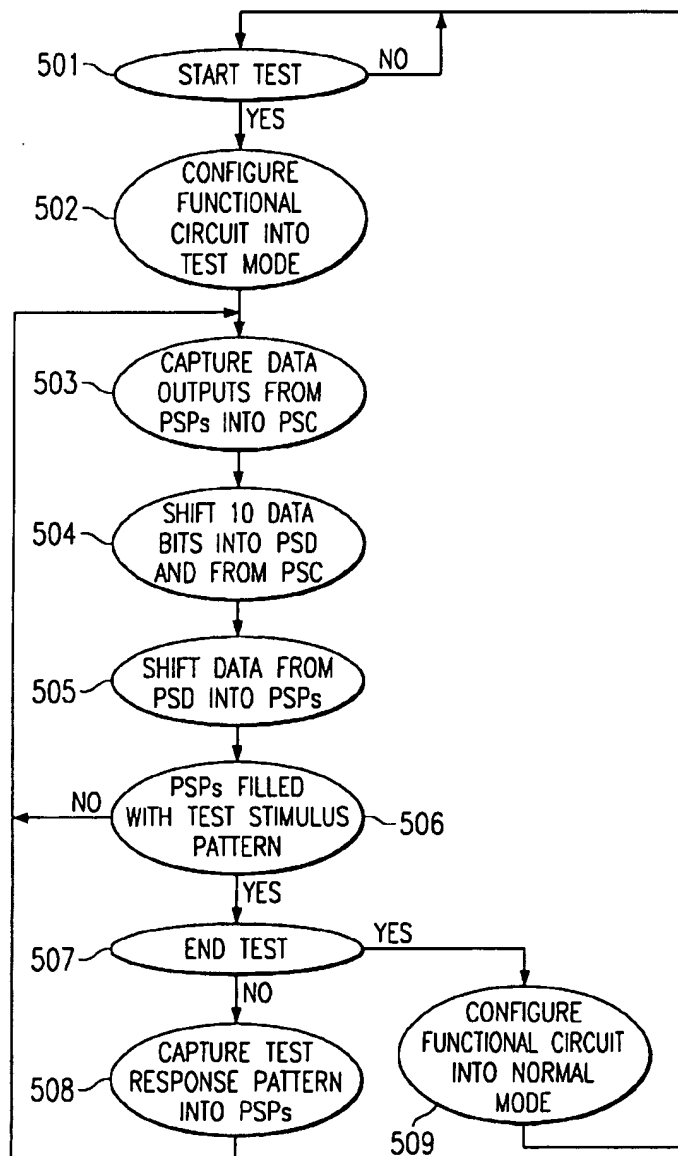 501
START TEST
NO
YES
502
CONFIGURE
FUNCTIONAL
CIRCUIT INTO
TEST MODE
503
CAPTURE DATA
OUTPUTS FROM
PSPs INTO PSC
504
SHIFT 10 DATA
BITS INTO PSD
AND FROM PSC
505
SHIFT DATA FROM
PSD INTO PSPs
NO
PSPs FILLED
WITH TEST STIMULUS
PATTERN
506
YES
507
END TEST
YES
NO
508
CAPTURE TEST
RESPONSE PATTERN
INTO PSPs
CONFIGURE
FUNCTIONAL CIRCUIT
INTO NORMAL
MODE
509